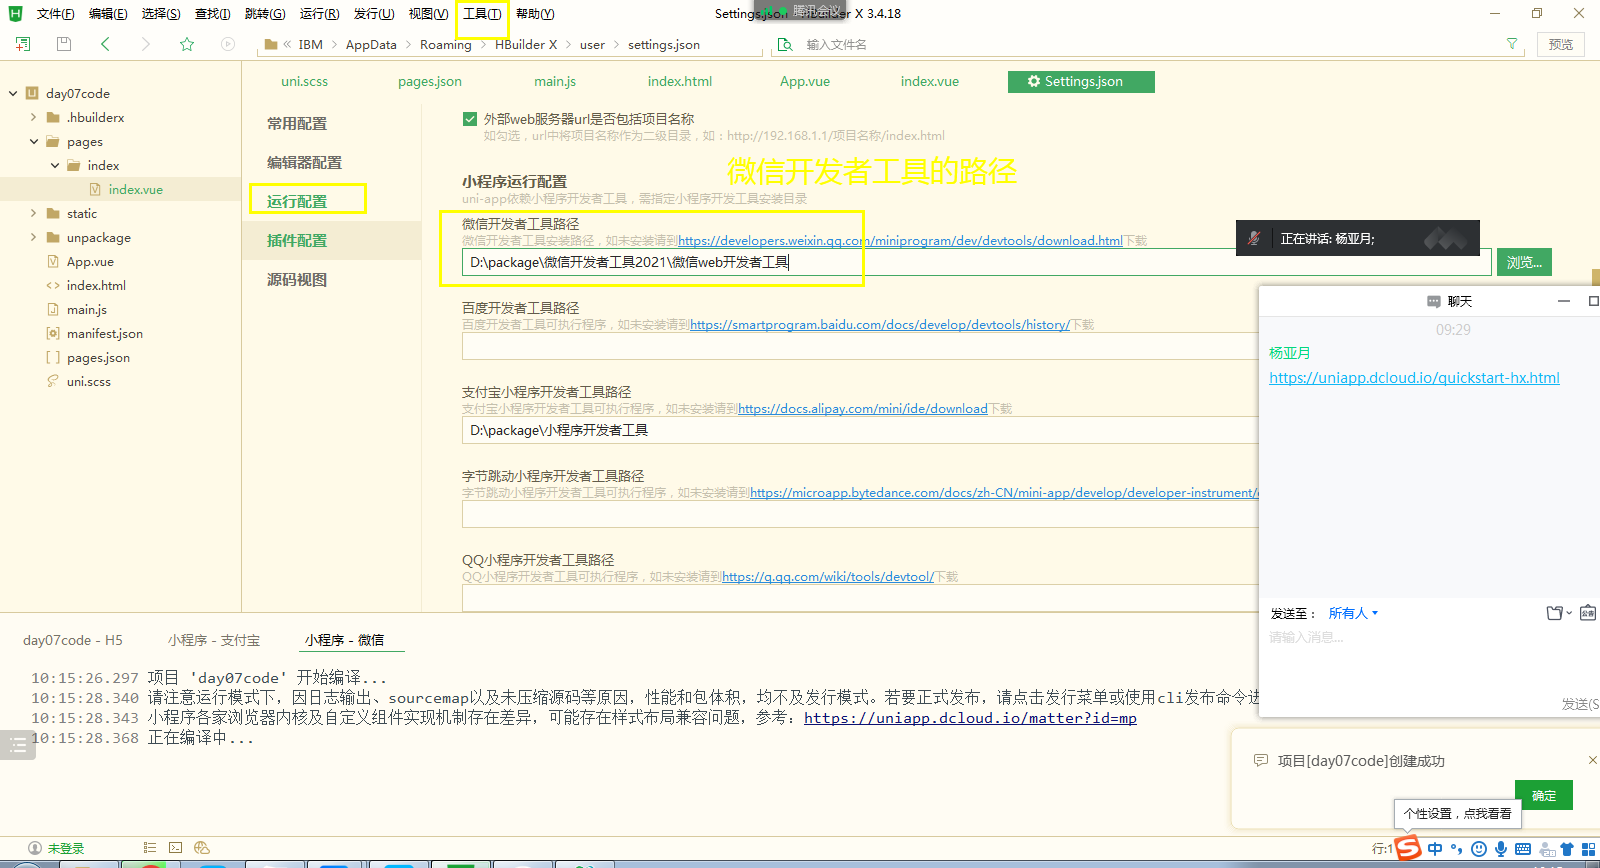 文件(F) 编辑(E) 选择(S) 查找(I) 跳转(G) 运行(R) 发行(U) 视图(V) 工具(T) 帮助(Y) Settings.json X 3.4.18
腾讯会议
IBM AppData Roaming HBuilder X user settings.json 输入文件名 预览
uni.scss pages.json main.js index.html App.vue index.vue Settings.json
day07code
.hbuilderx
pages
index
index.vue
static
unpackage
App.vue
index.html
main.js
manifest.json
pages.json
uni.scss
常用配置
编辑器配置
运行配置
插件配置
源码视图
外部web服务器url是否包括项目名称
如勾选，url中将项目名称作为二级目录，如：http://192.168.1.1/项目名称/index.html
微信开发者工具的路径
小程序运行配置
uni-app依赖小程序开发者工具，需指定小程序开发工具安装目录
微信开发者工具路径
微信开发者工具安装路径，如未安装请到https://developers.weixin.qq.com/miniprogram/dev/devtools/download.html下载
D:\package\微信开发者工具2021\微信web开发者工具 浏览...
百度开发者工具路径
百度开发者工具可执行程序，如未安装请到https://smartprogram.baidu.com/docs/develop/devtools/history/下载
支付宝小程序开发者工具路径
支付宝小程序开发者工具可执行程序，如未安装请到https://docs.alipay.com/mini/ide/download下载
D:\package\小程序开发者工具
字节跳动小程序开发者工具路径
字节跳动小程序开发者工具可执行程序，如未安装请到https://microapp.bytedance.com/docs/zh-CN/mini-app/develop/developer-instrument/
QQ小程序开发者工具路径
QQ小程序开发者工具可执行程序，如未安装请到https://q.qq.com/wiki/tools/devtool/下载
正在讲话: 杨亚月;
聊天
09:29
杨亚月
https://uniapp.dcloud.io/quickstart-hx.html
发送至： 所有人
请输入消息...
发送(S
day07code - H5 小程序 - 支付宝 小程序 - 微信
10:15:26.297 项目 'day07code' 开始编译...
10:15:28.340 请注意运行模式下，因日志输出、sourcemap以及未压缩源码等原因，性能和包体积，均不及发行模式。若要正式发布，请点击发行菜单或使用cli发布命令进
10:15:28.343 小程序各家浏览器内核及自定义组件实现机制存在差异，可能存在样式布局兼容问题，参考：https://uniapp.dcloud.io/matter?id=mp
10:15:28.368 正在编译中...
项目[day07code]创建成功
确定
个性设置，点我看看
未登录 行:1 中